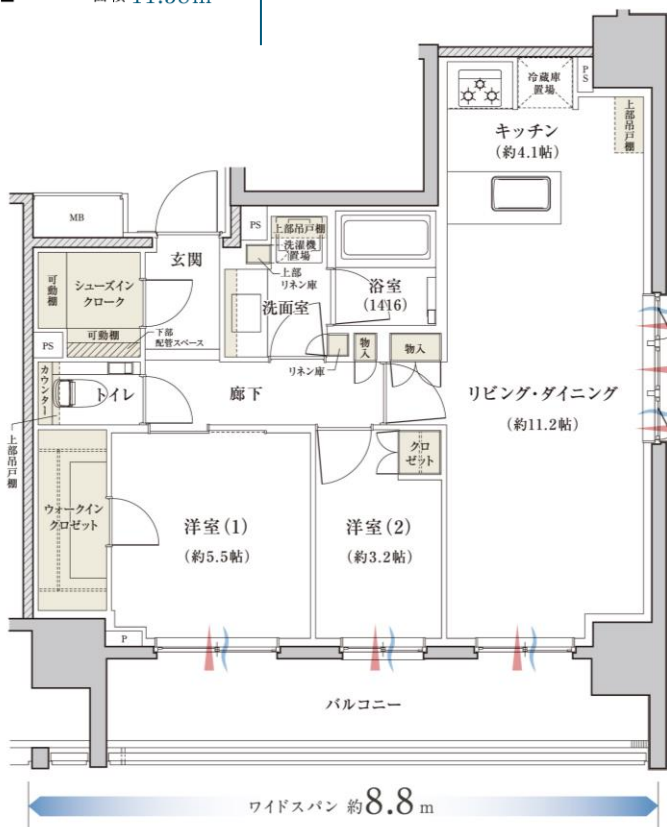 冷蔵庫
置場
PS
上部吊戸棚
キッチン
(約4.1帖)
MB
PS
上部吊戸棚
洗濯機
置場
玄関
上部
リネン庫
浴室
(1416)
可動棚
シューズイン
クローク
洗面室
可動棚
下部
配管スペース
PS
リネン庫
物入
物入
カウンター
トイレ
廊下
リビング・ダイニング
(約11.2帖)
上部吊戸棚
クロ
ゼット
ウォークイン
クロゼット
洋室(1)
(約5.5帖)
洋室(2)
(約3.2帖)
P
バルコニー
ワイドスパン 約8.8m